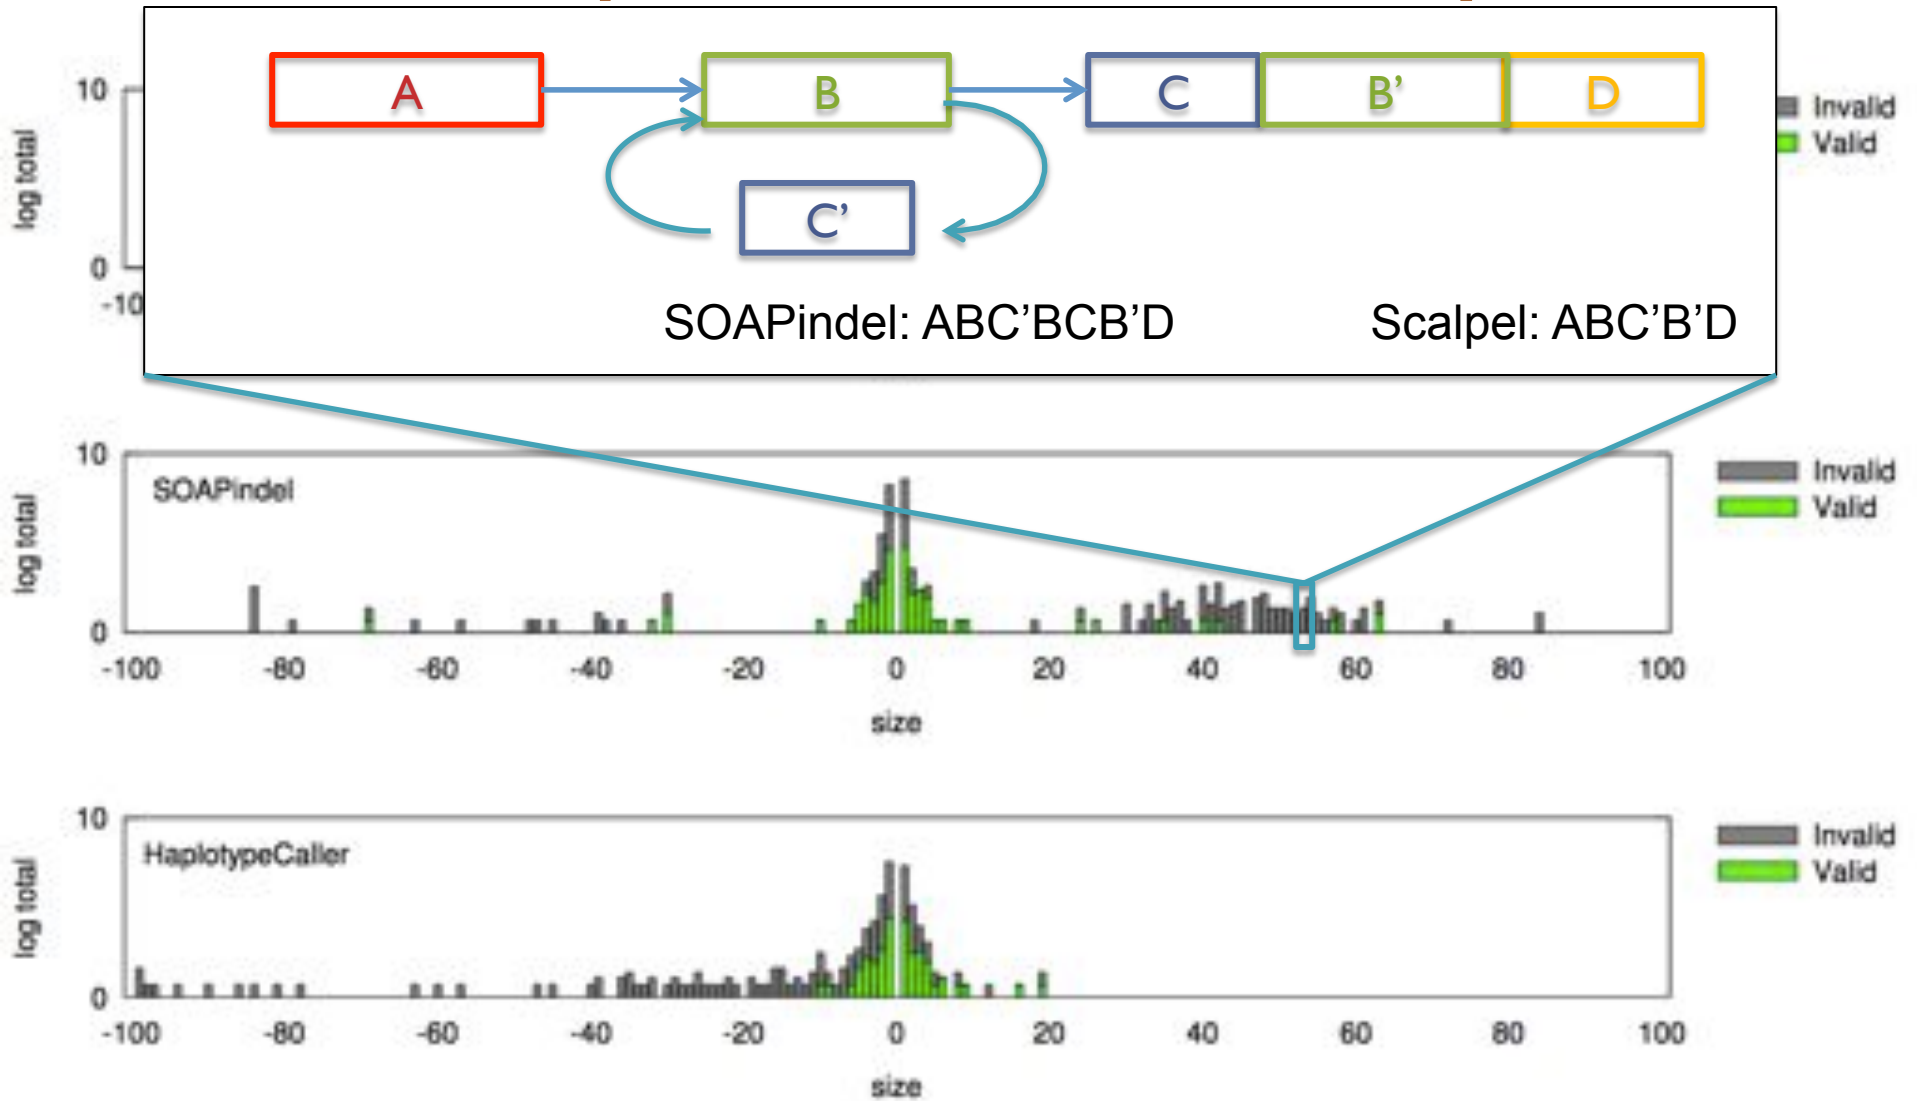 A B C B’ D
C’
SOAPindel: ABC’BCB’D Scalpel: ABC’B’D
10
log total
0
-10
Invalid
Valid
10
SOAPindel
log total
0
-100 -80 -60 -40 -20 0 20 40 60 80 100
size
Invalid
Valid
10
HaplotypeCaller
log total
0
-100 -80 -60 -40 -20 0 20 40 60 80 100
size
Invalid
Valid